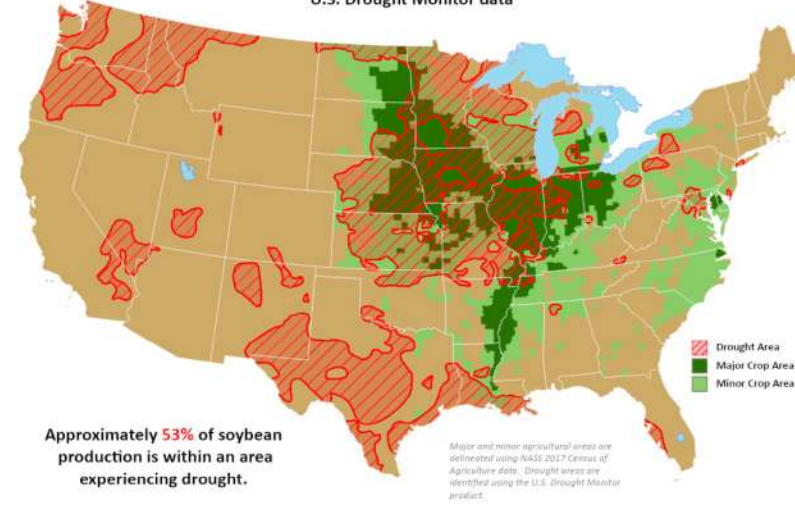 U.S. Drought Monitor data
Drought Area
Major Crop Area
Minor Crop Area
Approximately 53% of soybean
production is within an area
experiencing drought.
Major and minor agricultural areas are
delineated using NASS 2017 Census of
Agriculture data. Drought areas are
identified using the U.S. Drought Monitor
product.